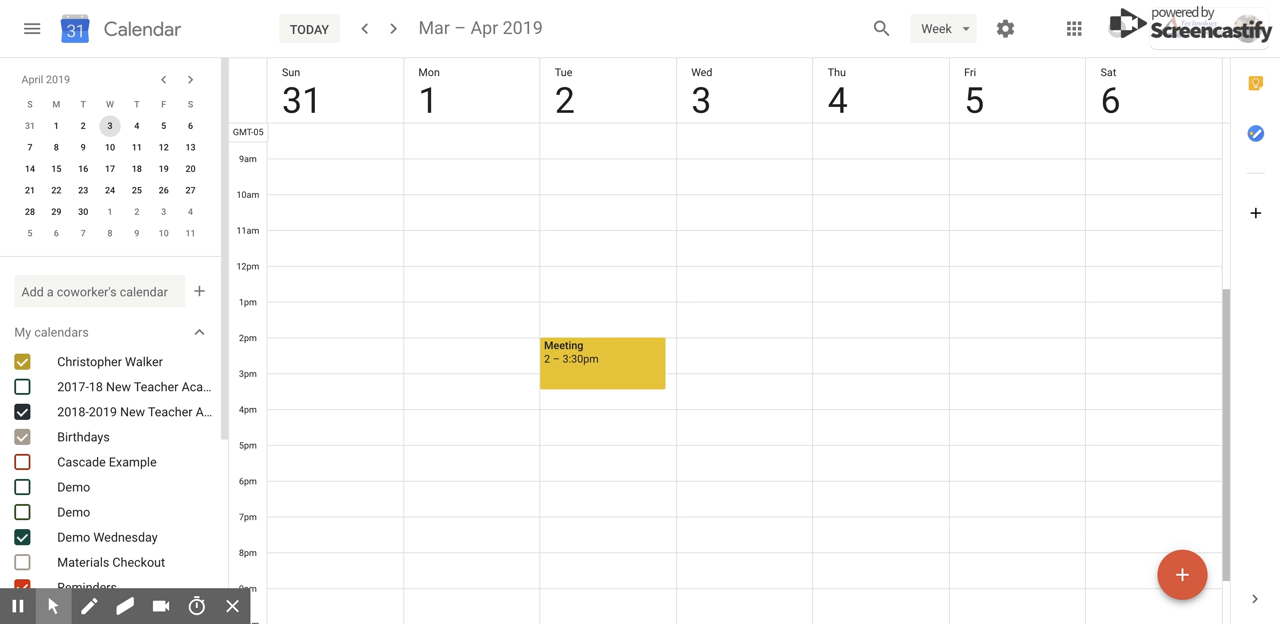 31
Calendar
TODAY
Mar – Apr 2019
Week
powered by
Screencastify
April 2019
S M T W T F S
31 1 2 3 4 5 6
7 8 9 10 11 12 13
14 15 16 17 18 19 20
21 22 23 24 25 26 27
28 29 30 1 2 3 4
5 6 7 8 9 10 11
Add a coworker's calendar
My calendars
Christopher Walker
2017-18 New Teacher Aca...
2018-2019 New Teacher A...
Birthdays
Cascade Example
Demo
Demo
Demo Wednesday
Materials Checkout
Reminders
Sun Mon Tue Wed Thu Fri Sat
31 1 2 3 4 5 6
GMT-05
9am
10am
11am
12pm
1pm
2pm
Meeting
2 – 3:30pm
3pm
4pm
5pm
6pm
7pm
8pm
9pm